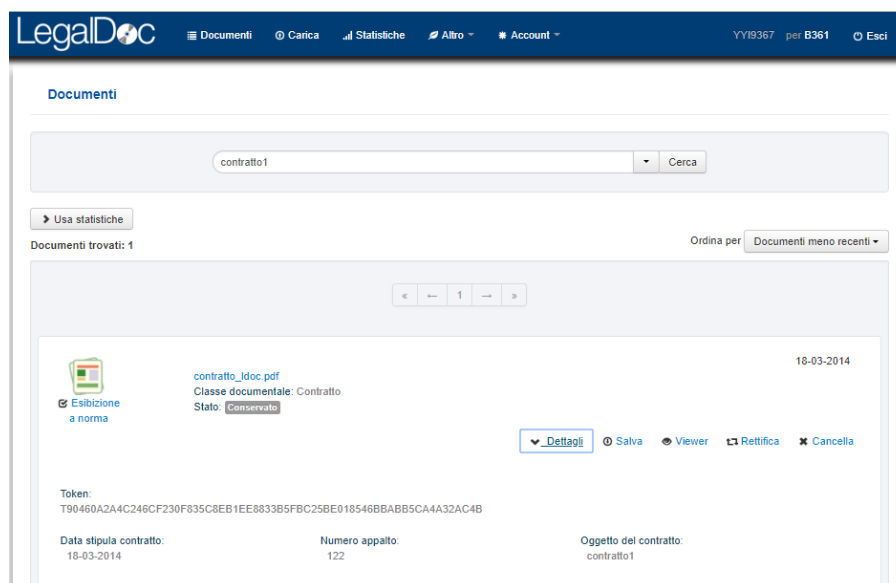 LegalDoc Documenti Carica Statistiche Altro Account YYI9367 per B361 Esci
Documenti
contratto1 Cerca
Usa statistiche
Documenti trovati: 1
Ordina per Documenti meno recenti
« ← 1 → »
18-03-2014
contratto_ldoc.pdf
Classe documentale: Contratto
Stato: Conservato
Esibizione
a norma
Dettagli Salva Viewer Rettifica Cancella
Token:
T90460A2A4C246CF230F835C8EB1EE8833B5FBC25BE018546BBABB5CA4A32AC4B
Data stipula contratto: Numero appalto: Oggetto del contratto:
18-03-2014 122 contratto1